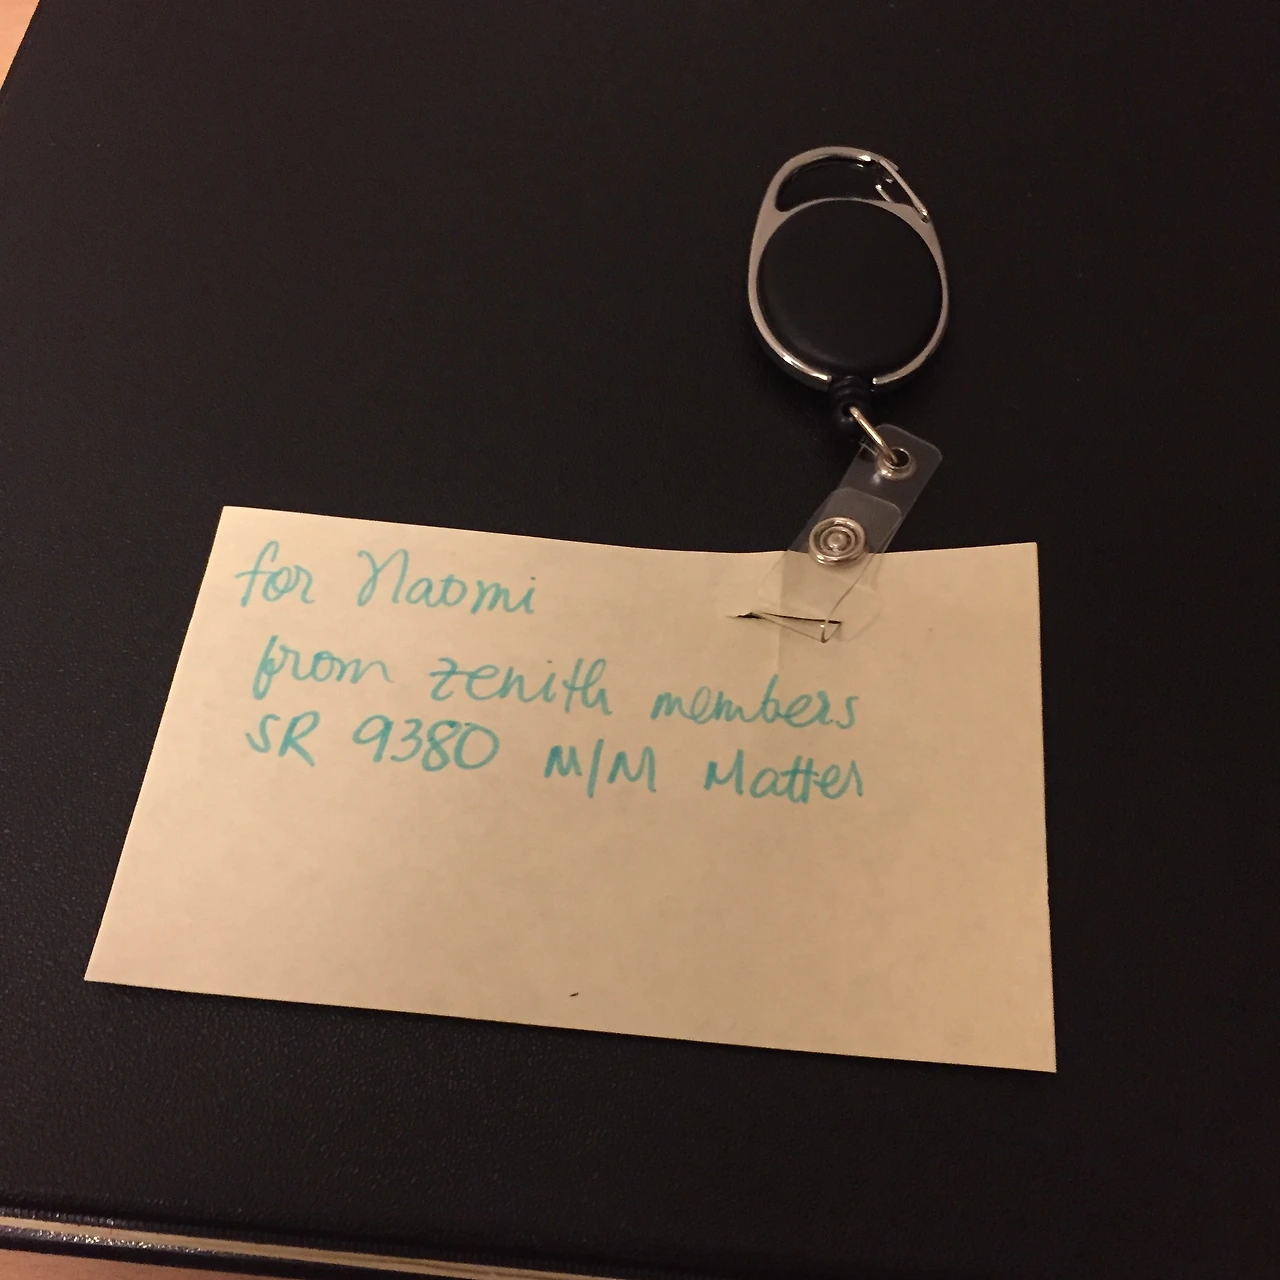 for Naomi
from zenith members
SR 9380 M/M Matter